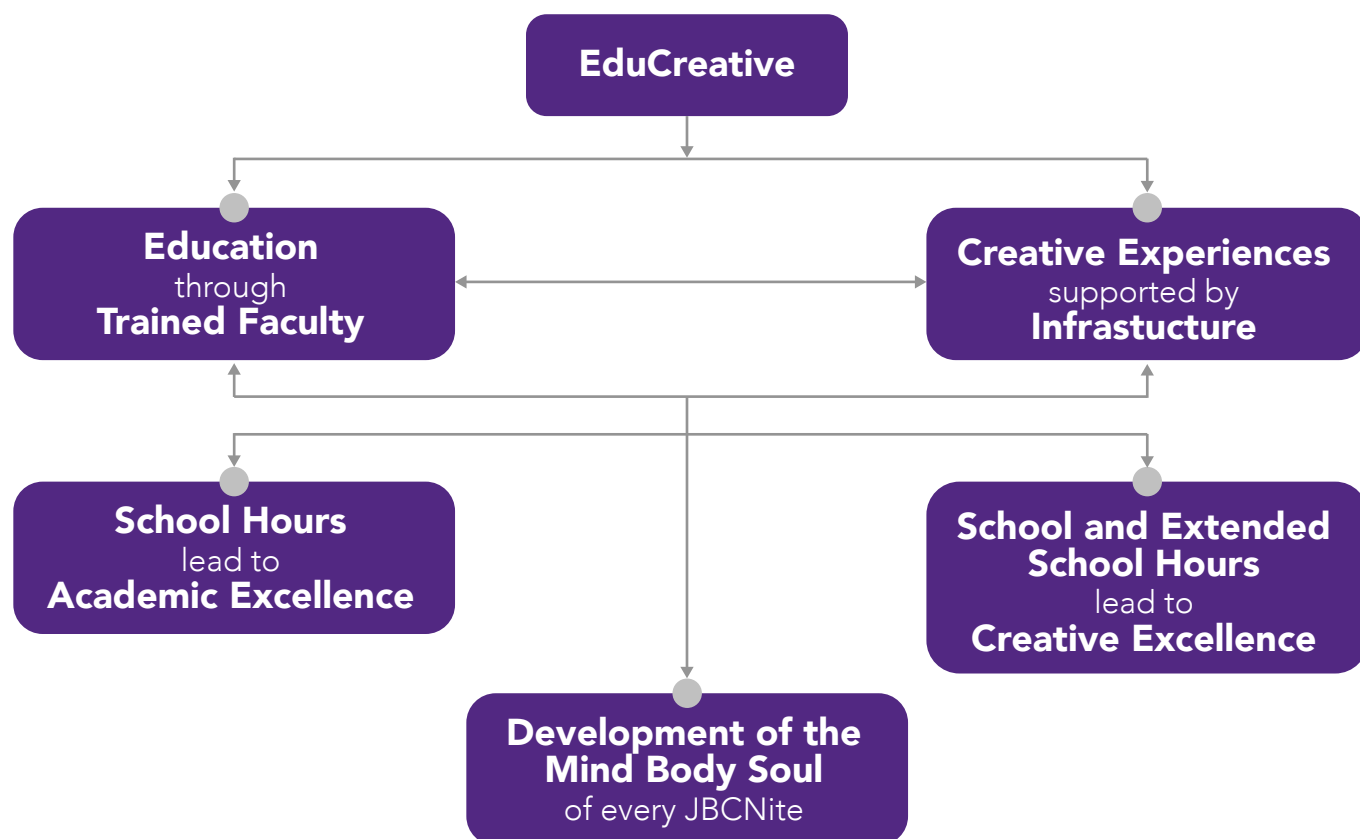 EduCreative
Education
through
Trained Faculty
Creative Experiences
supported by
Infrastucture
School Hours
lead to
Academic Excellence
School and Extended
School Hours
lead to
Creative Excellence
Development of the
Mind Body Soul
of every JBCNite